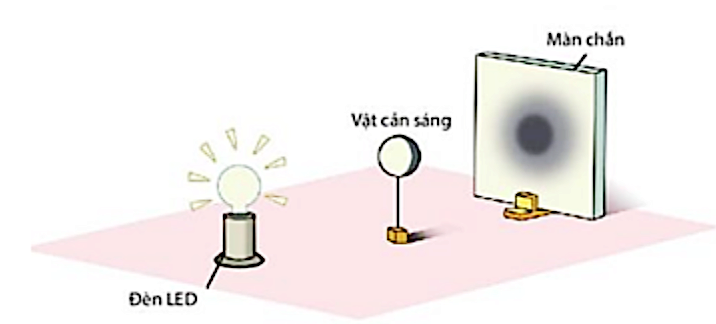 Màn chắn
Vật cản sáng
Đèn LED